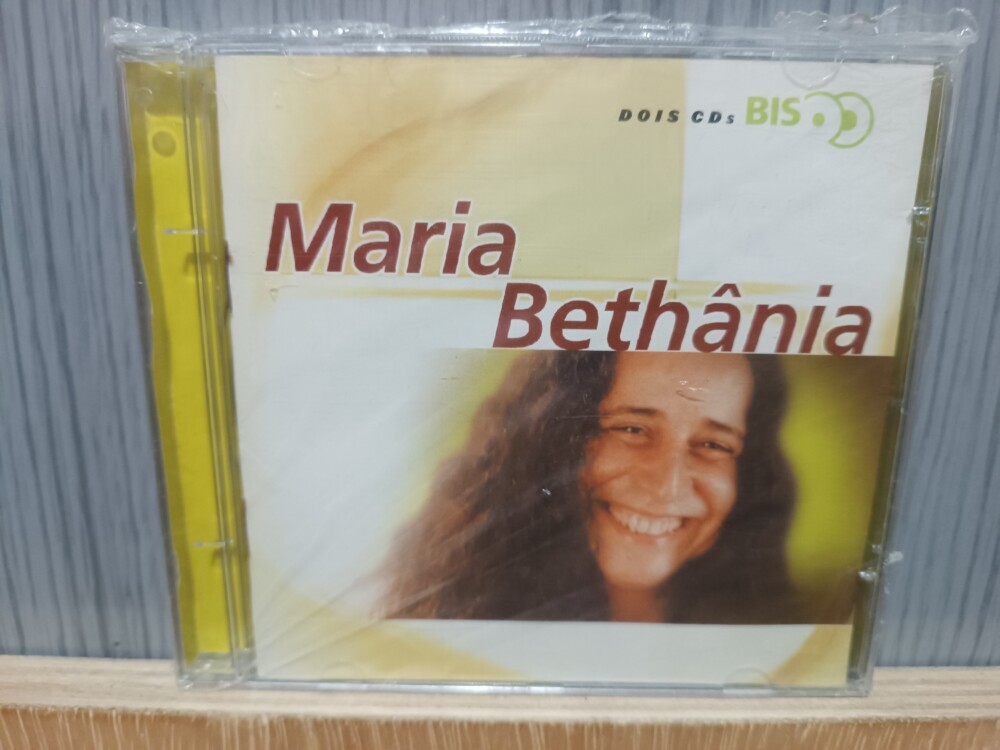 DOIS CDs BIS
Maria
Bethânia